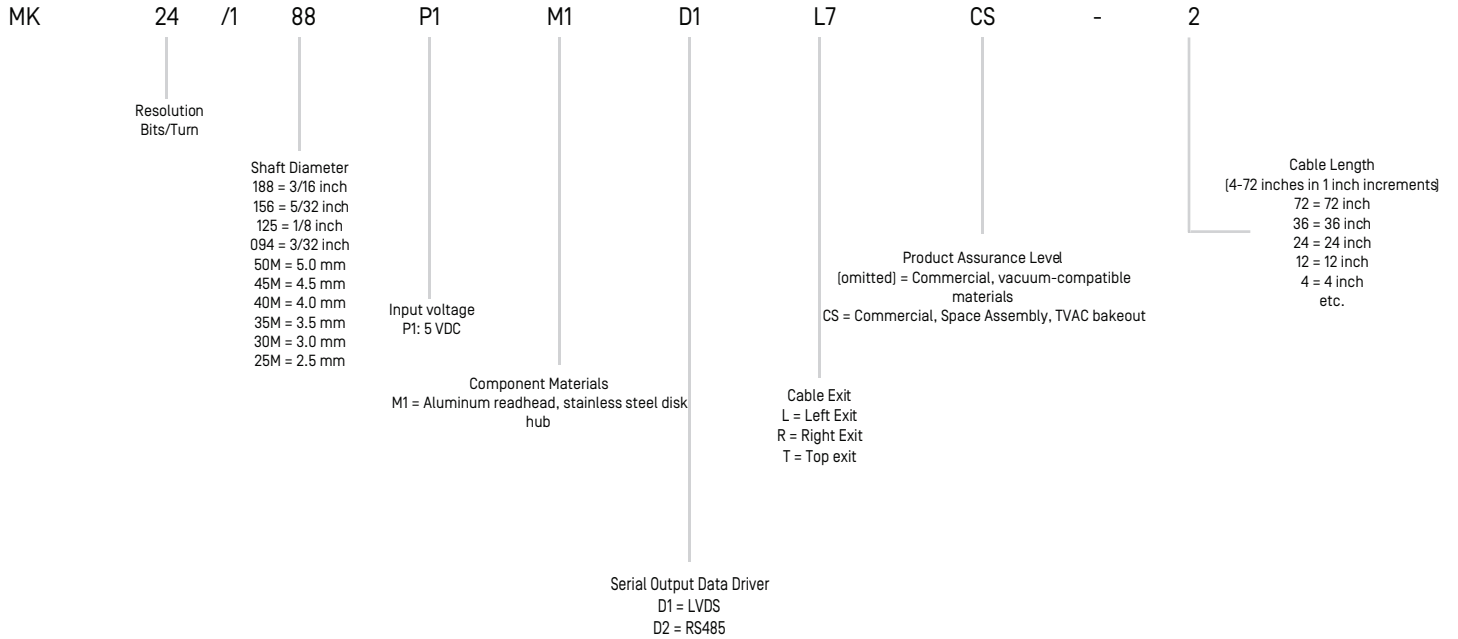 MK 24 /1 88 P1 M1 D1 L7 CS - 2
Resolution
Bits/Turn
Shaft Diameter
188 = 3/16 inch
156 = 5/32 inch
125 = 1/8 inch
094 = 3/32 inch
50M = 5.0 mm
45M = 4.5 mm
40M = 4.0 mm
35M = 3.5 mm
30M = 3.0 mm
25M = 2.5 mm
Input voltage
P1: 5 VDC
Component Materials
M1 = Aluminum readhead, stainless steel disk
hub
Serial Output Data Driver
D1 = LVDS
D2 = RS485
Cable Exit
L = Left Exit
R = Right Exit
T = Top exit
Product Assurance Level
(omitted) = Commercial, vacuum-compatible
materials
CS = Commercial, Space Assembly, TVAC bakeout
Cable Length
(4-72 inches in 1 inch increments)
72 = 72 inch
36 = 36 inch
24 = 24 inch
12 = 12 inch
4 = 4 inch
etc.